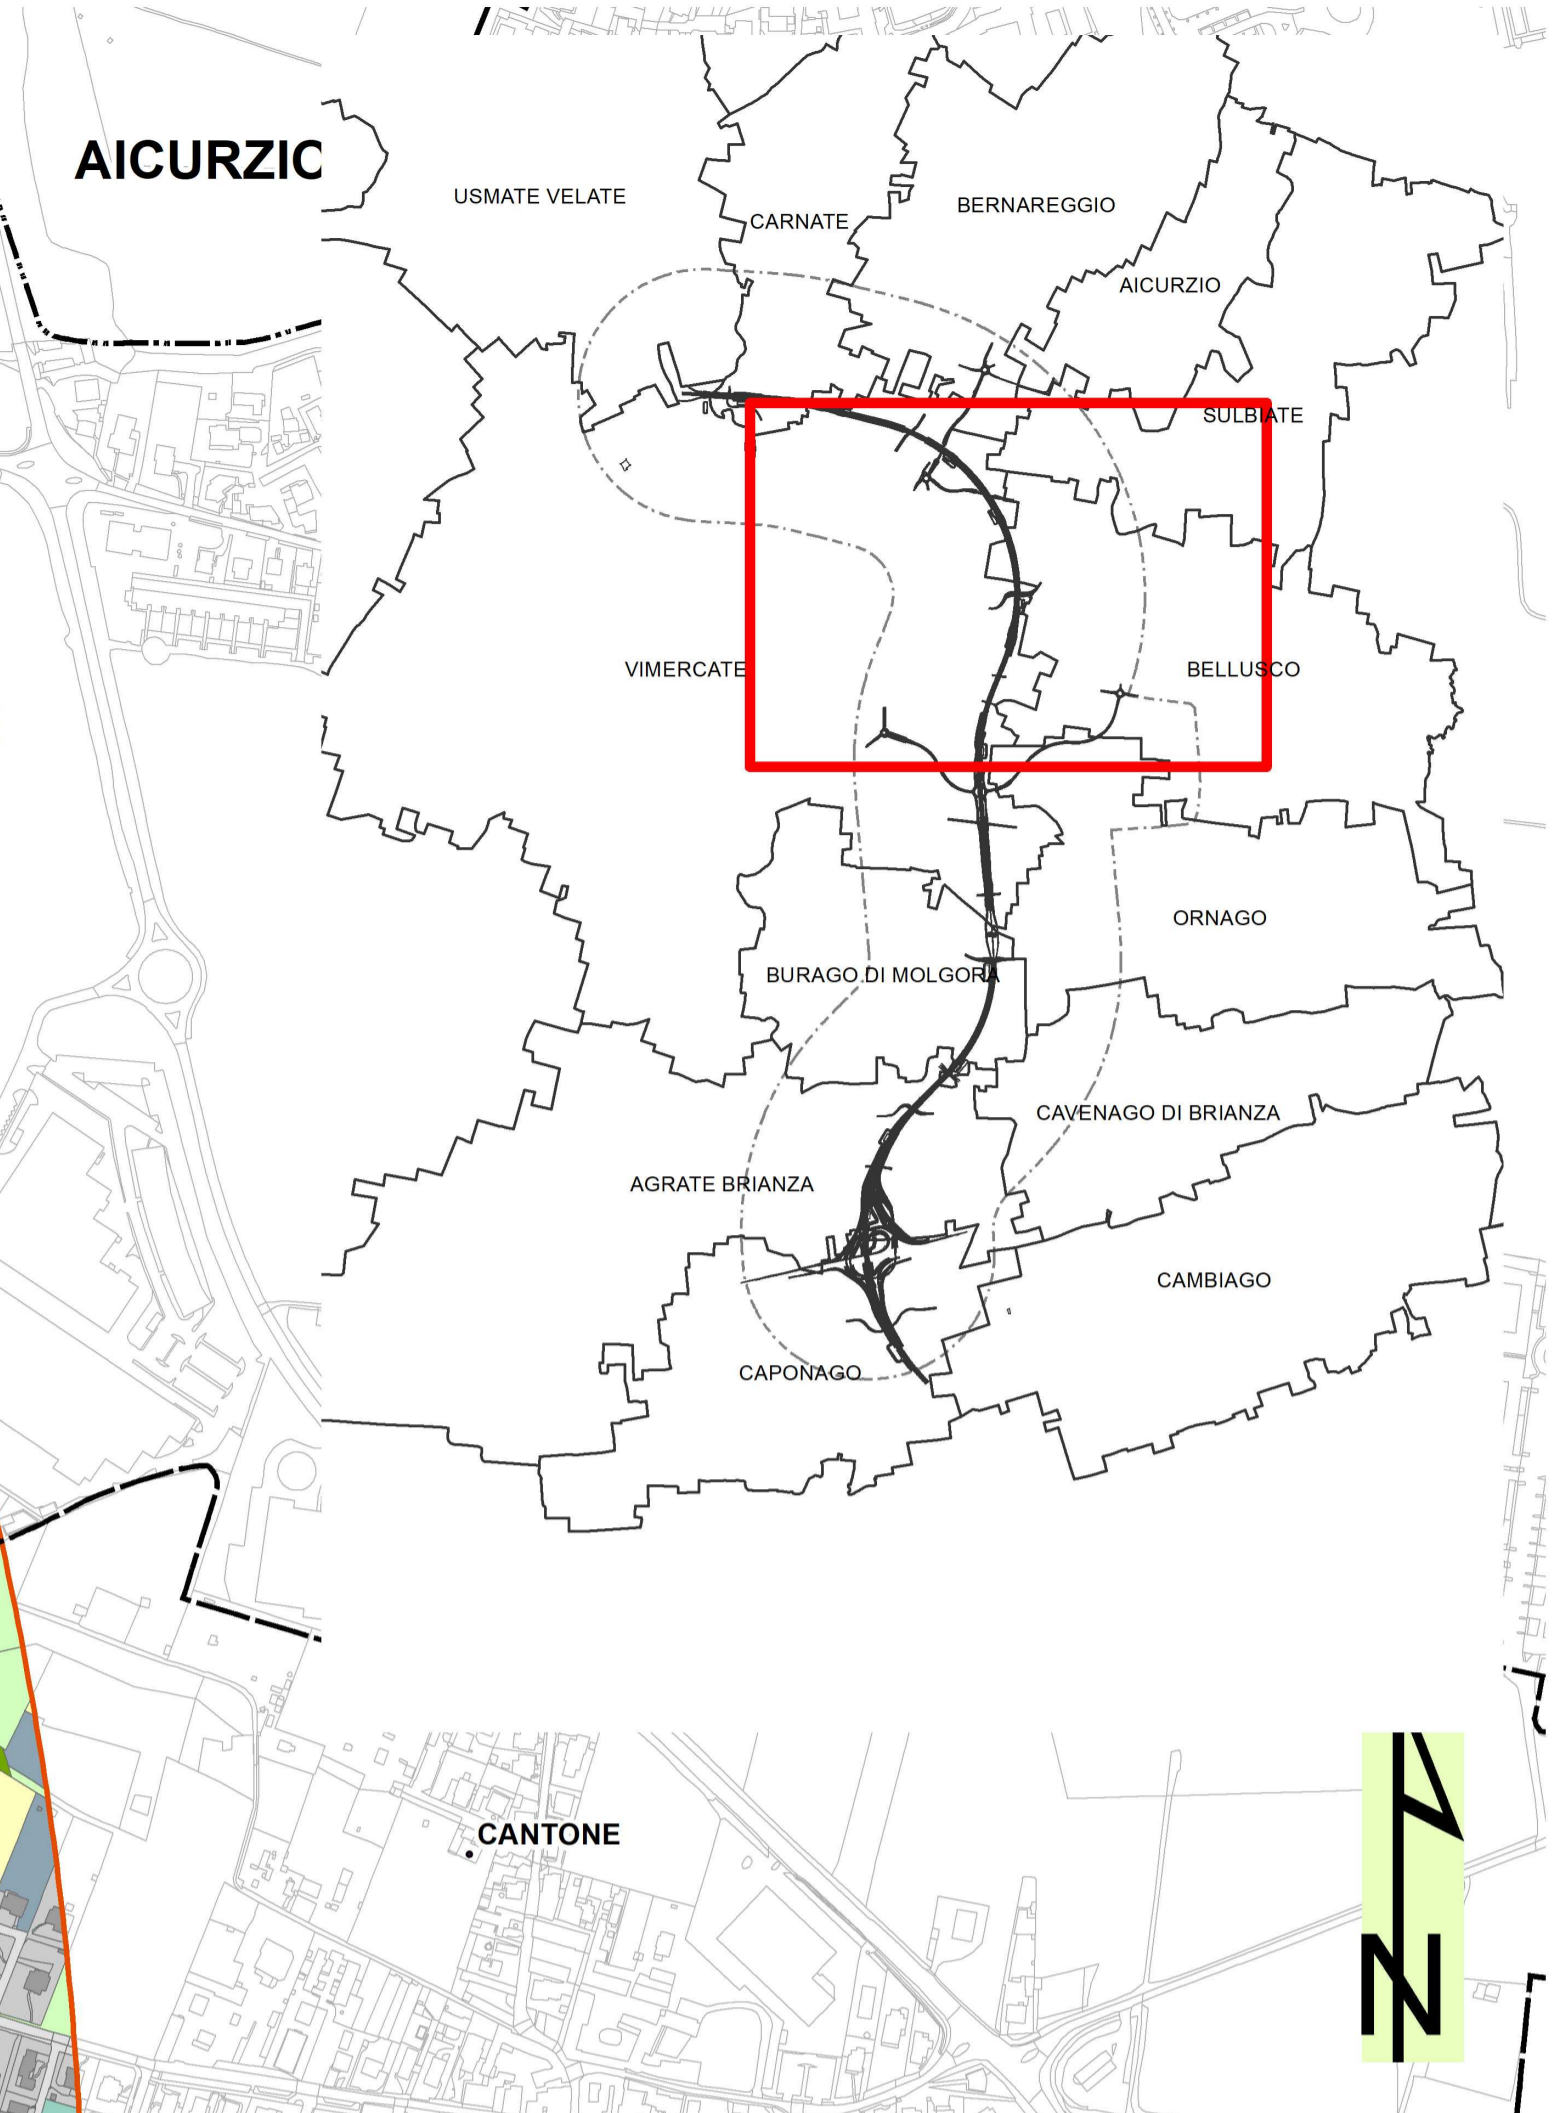 AICURZIO
USMATE VELATE
CARNATE
BERNAREGGIO
AICURZIO
SULBIATE
VIMERCATE
BELLUSCO
ORNAGO
BURAGO DI MOLGORA
CAVENAGO DI BRIANZA
AGRATE BRIANZA
CAMBIAGO
CAPONAGO
CANTONE
N